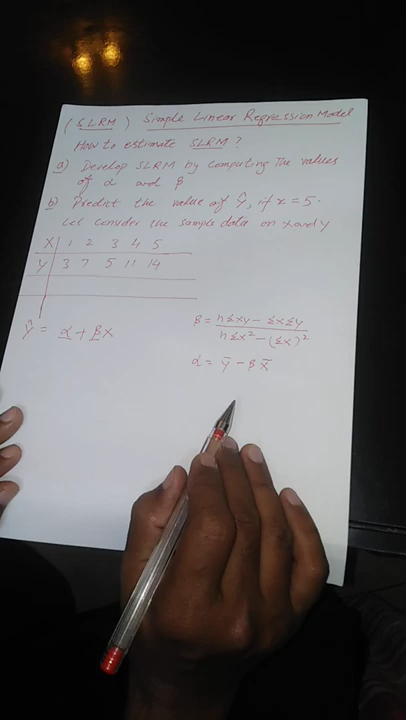 (SLRM) Simple Linear Regression Model
How to estimate SLRM?
a) Develop SLRM by computing the values
of α and β
b) Predict the value of Ŷ, if x = 5.
Let consider the sample data on x and y
X 1 2 3 4 5
Y 3 7 5 11 14
Ŷ = α + βX
β = nΣxy - ΣxΣy / nΣx² - (Σx)²
α = Ȳ - βX̄